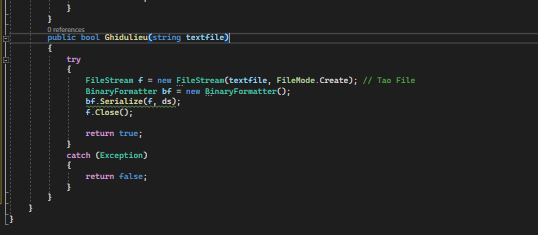 }
}
0 references
public bool Ghidulieu(string textfile)
{
try
{
FileStream f = new FileStream(textfile, FileMode.Create); // Tao File
BinaryFormatter bf = new BinaryFormatter();
bf.Serialize(f, ds);
f.Close();
return true;
}
catch (Exception)
{
return false;
}
}
}
}